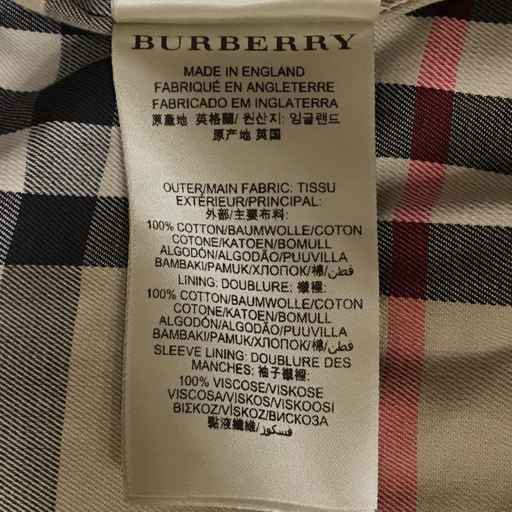 BURBERRY
MADE IN ENGLAND
FABRIQUÉ EN ANGLETERRE
FABRICADO EM INGLATERRA
原產地 英格蘭/ 원산지: 잉글랜드
原产地 英国
OUTER/MAIN FABRIC: TISSU
EXTÉRIEUR/PRINCIPAL:
外部/主要布料:
100% COTTON/BAUMWOLLE/COTON
COTONE/KATOEN/BOMULL
ALGODÓN/ALGODÃO/PUUVILLA
BAMBAKI/PAMUK/ХЛОПОК/棉/قطن
LINING: DOUBLURE: 襯裡:
100% COTTON/BAUMWOLLE/COTON
COTONE/KATOEN/BOMULL
ALGODÓN/ALGODÃO/PUUVILLA
BAMBAKI/PAMUK/ХЛОПОК/棉/قطن
SLEEVE LINING: DOUBLURE DES
MANCHES: 袖子襯裡:
100% VISCOSE/VISKOSE
VISCOSA/VISKOS/VISKOOSI
ΒΙΣΚΟΖ/VİSKOZ/ВИСКОЗА
黏液纖維/فسكوز